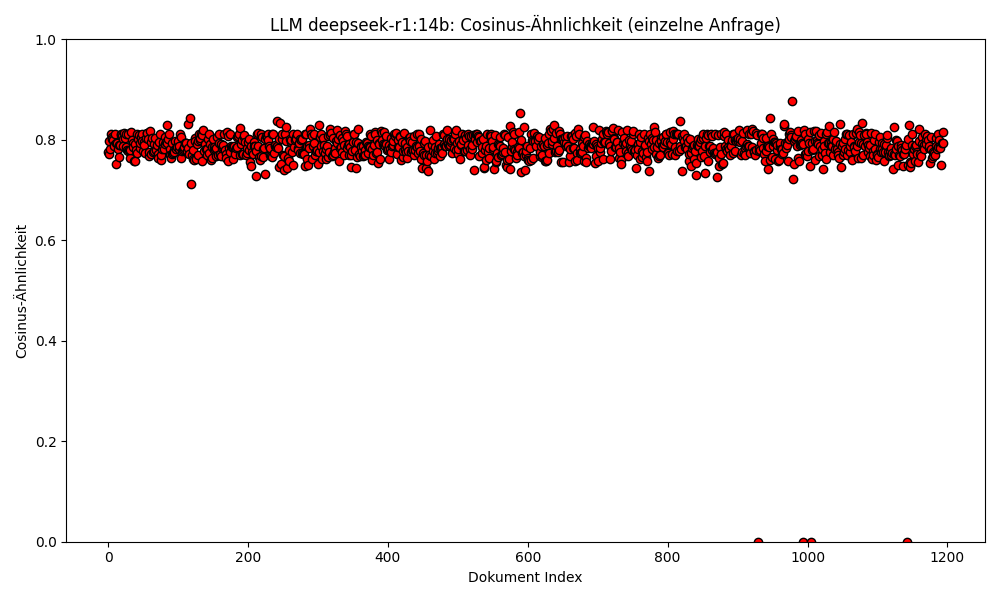 LLM deepseek-r1:14b: Cosinus-Ähnlichkeit (einzelne Anfrage)
1.0
0.8
0.6
0.4
0.2
0.0
Cosinus-Ähnlichkeit
0 200 400 600 800 1000 1200
Dokument Index